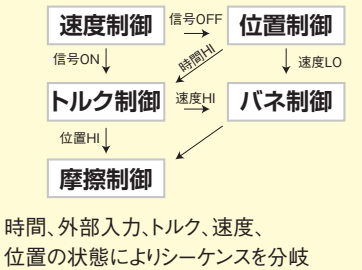 速度制御
信号OFF
位置制御
信号ON
時間HI
速度LO
トルク制御
速度HI
バネ制御
位置HI
摩擦制御
時間、外部入力、トルク、速度、
位置の状態によりシーケンスを分岐